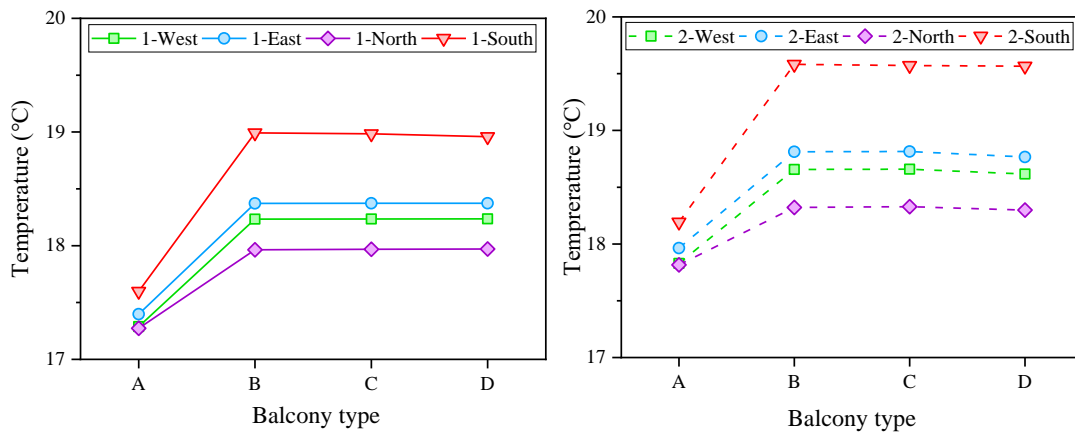 1-West 1-East 1-North 1-South
20
19
18
17
Temprerature (°C)
A B C D
Balcony type
2-West 2-East 2-North 2-South
20
19
18
17
Temprerature (°C)
A B C D
Balcony type